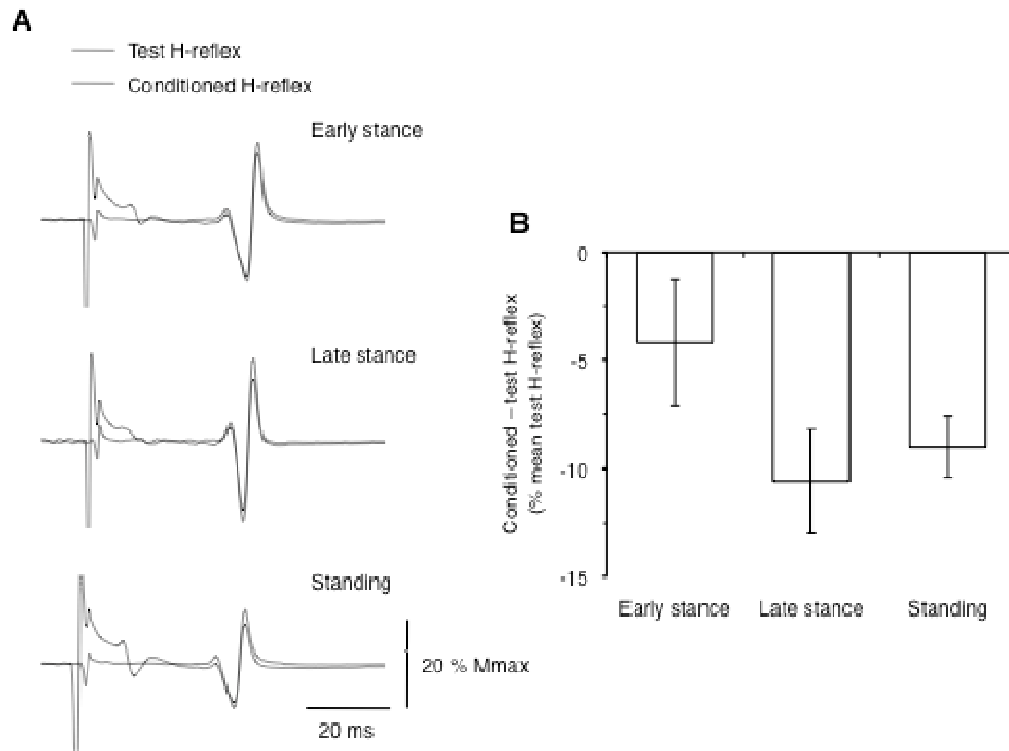 A
Test H-reflex
Conditioned H-reflex
Early stance
Late stance
Standing
20 % Mmax
20 ms
B
Conditioned – test H-reflex
(% mean test H-reflex)
0
-5
-10
-15
Early stance
Late stance
Standing